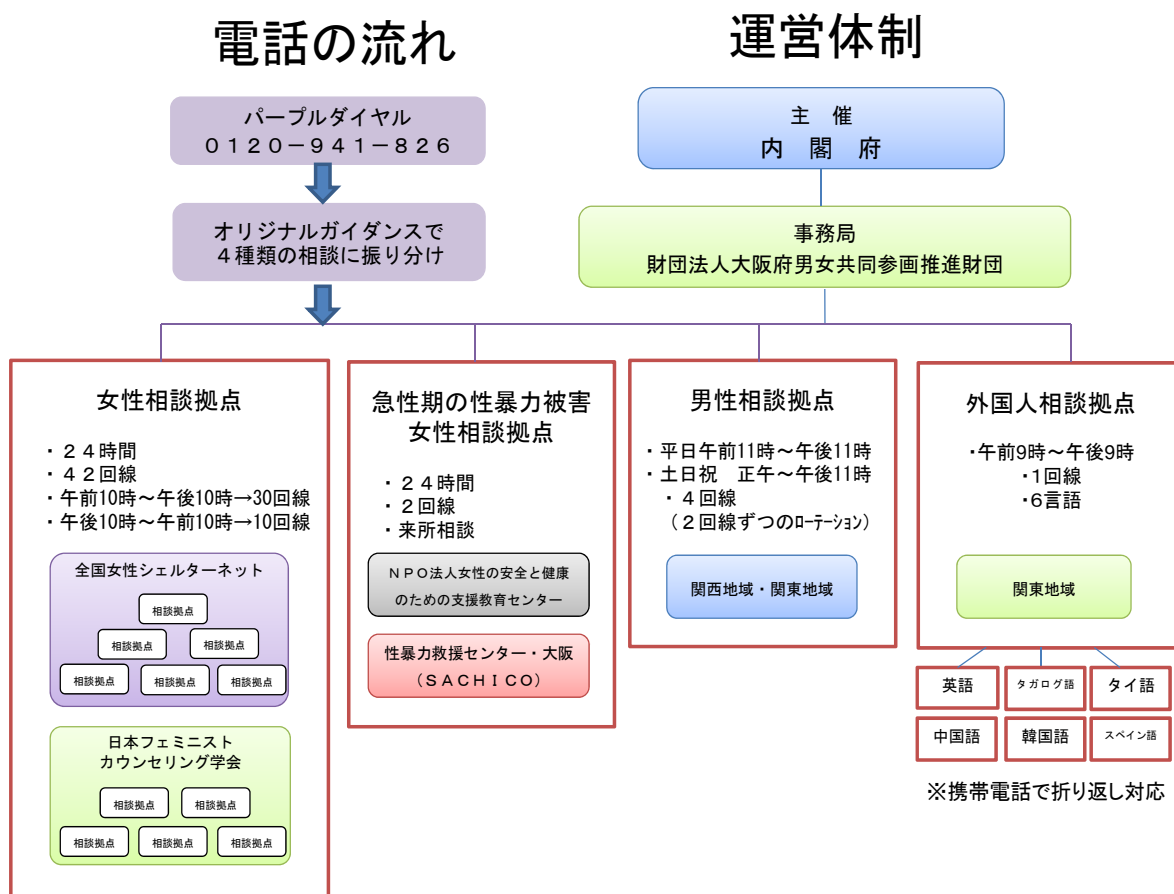 電話の流れ
運営体制
パープルダイヤル
０１２０－９４１－８２６
オリジナルガイダンスで
４種類の相談に振り分け
主　催
内　閣　府
事務局
財団法人大阪府男女共同参画推進財団
女性相談拠点
・２４時間
・４２回線
・午前10時～午後10時→30回線
・午後10時～午前10時→10回線
全国女性シェルターネット
相談拠点
相談拠点
相談拠点
相談拠点
相談拠点
相談拠点
日本フェミニスト
カウンセリング学会
相談拠点
相談拠点
相談拠点
相談拠点
相談拠点
急性期の性暴力被害
女性相談拠点
・２４時間
・２回線
・来所相談
ＮＰＯ法人女性の安全と健康
のための支援教育センター
性暴力救援センター・大阪
（ＳＡＣＨＩＣＯ）
男性相談拠点
・平日午前11時～午後11時
・土日祝　正午～午後11時
・４回線
（２回線ずつのﾛｰﾃｰｼｮﾝ）
関西地域・関東地域
外国人相談拠点
・午前9時～午後9時
・1回線
・6言語
関東地域
英語
タガログ語
タイ語
中国語
韓国語
スペイン語
※携帯電話で折り返し対応